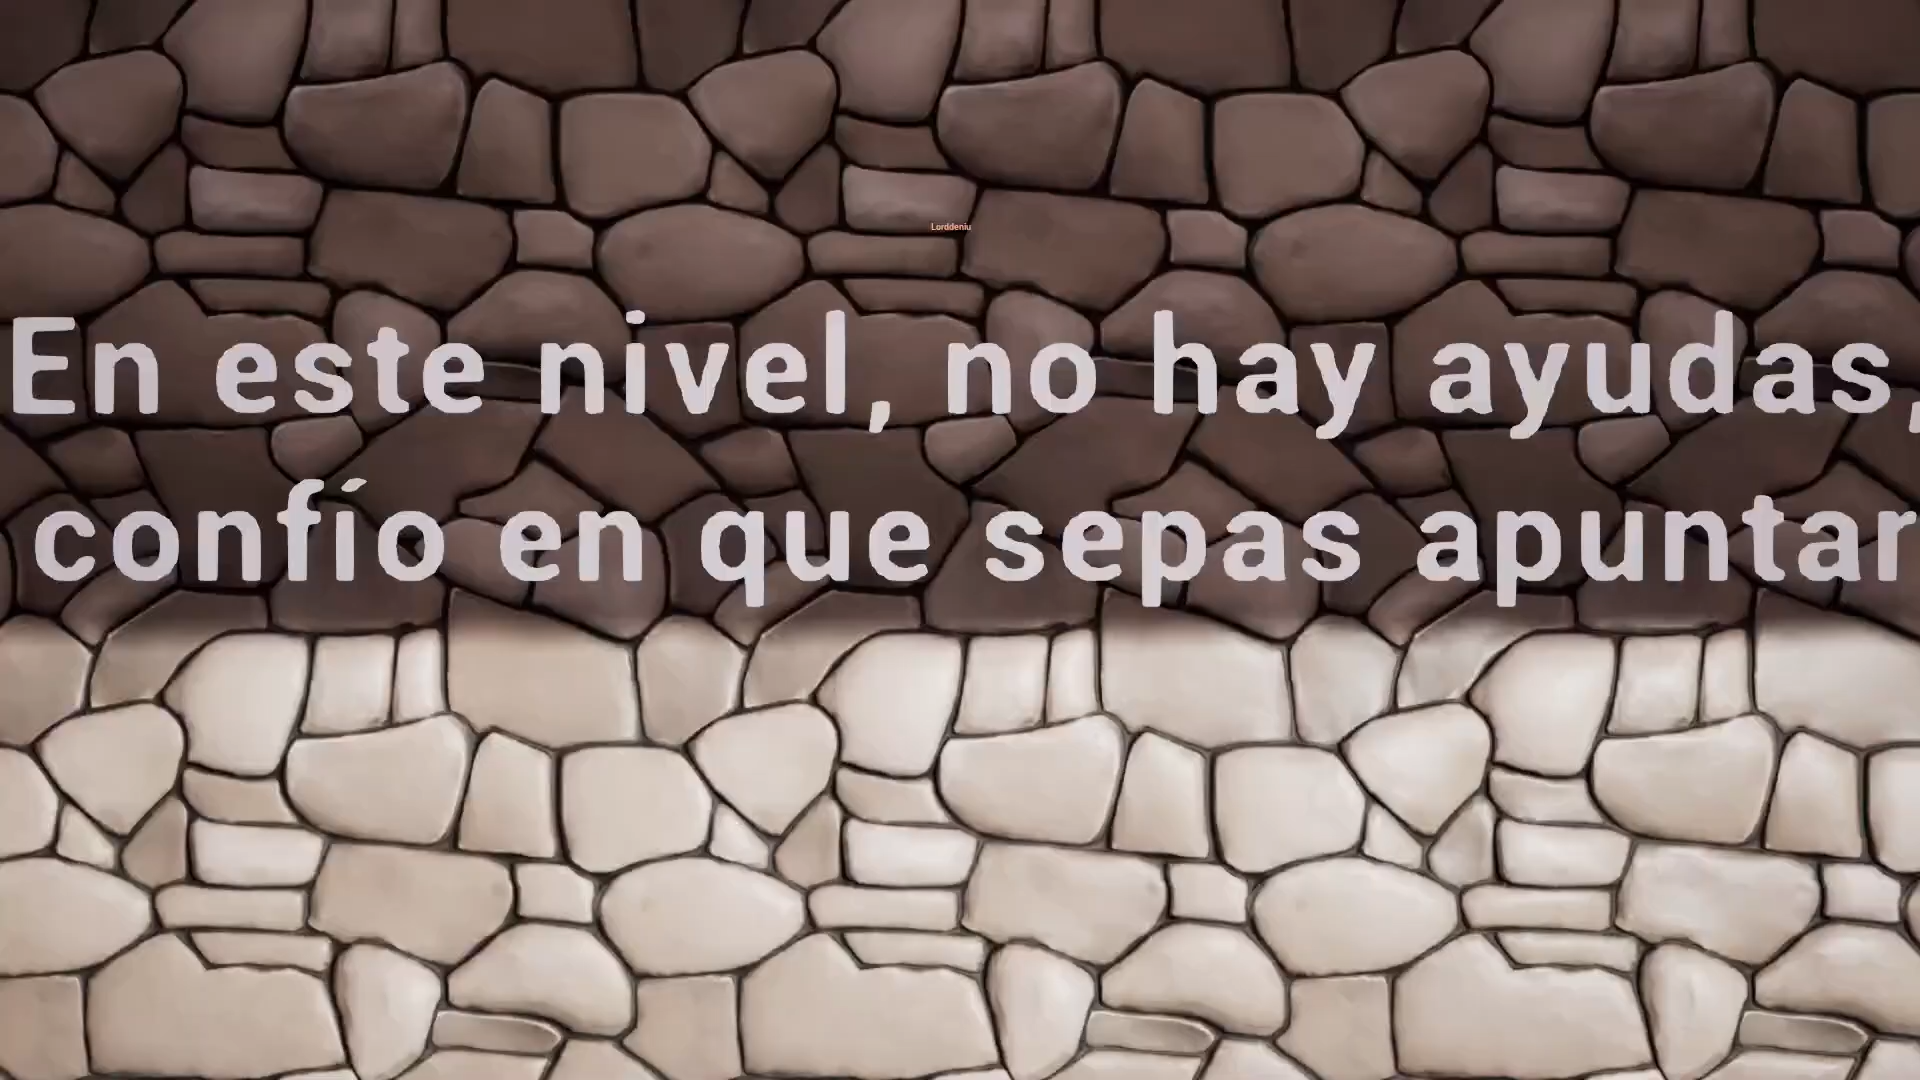 Lorddeniu
En este nivel, no hay ayudas,
confío en que sepas apuntar